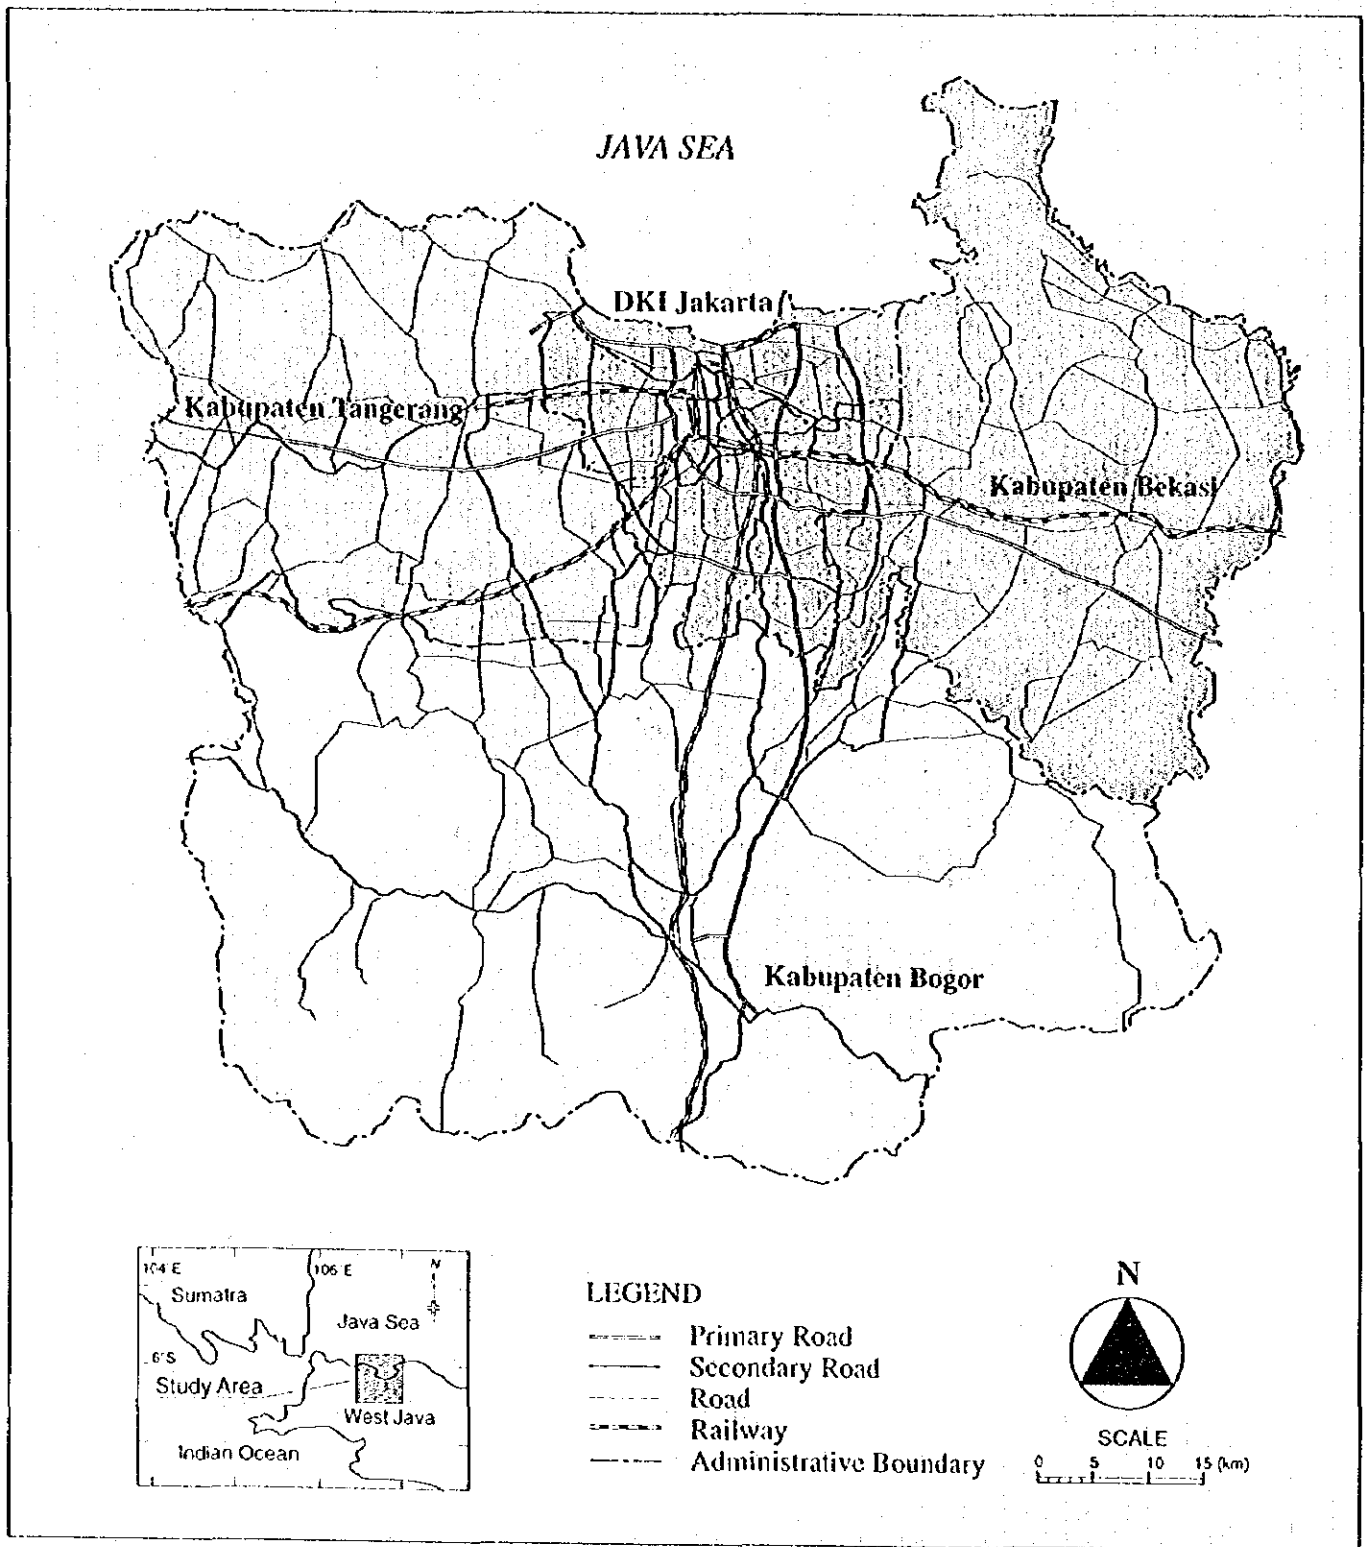 JAVA SEA
DKI Jakarta
Kabupaten Tangerang
Kabupaten Bekasi
Kabupaten Bogor
104°E
106°E
N
Sumatra
Java Sea
6°S
Study Area
West Java
Indian Ocean
LEGEND
Primary Road
Secondary Road
Road
Railway
Administrative Boundary
N
SCALE
0 5 10 15 (km)